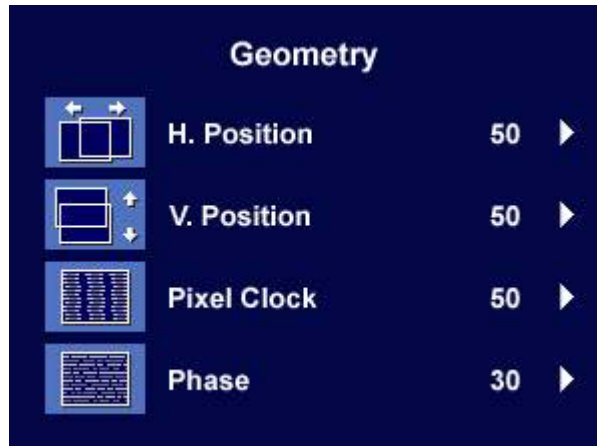 Geometry
H. Position 50
V. Position 50
Pixel Clock 50
Phase 30